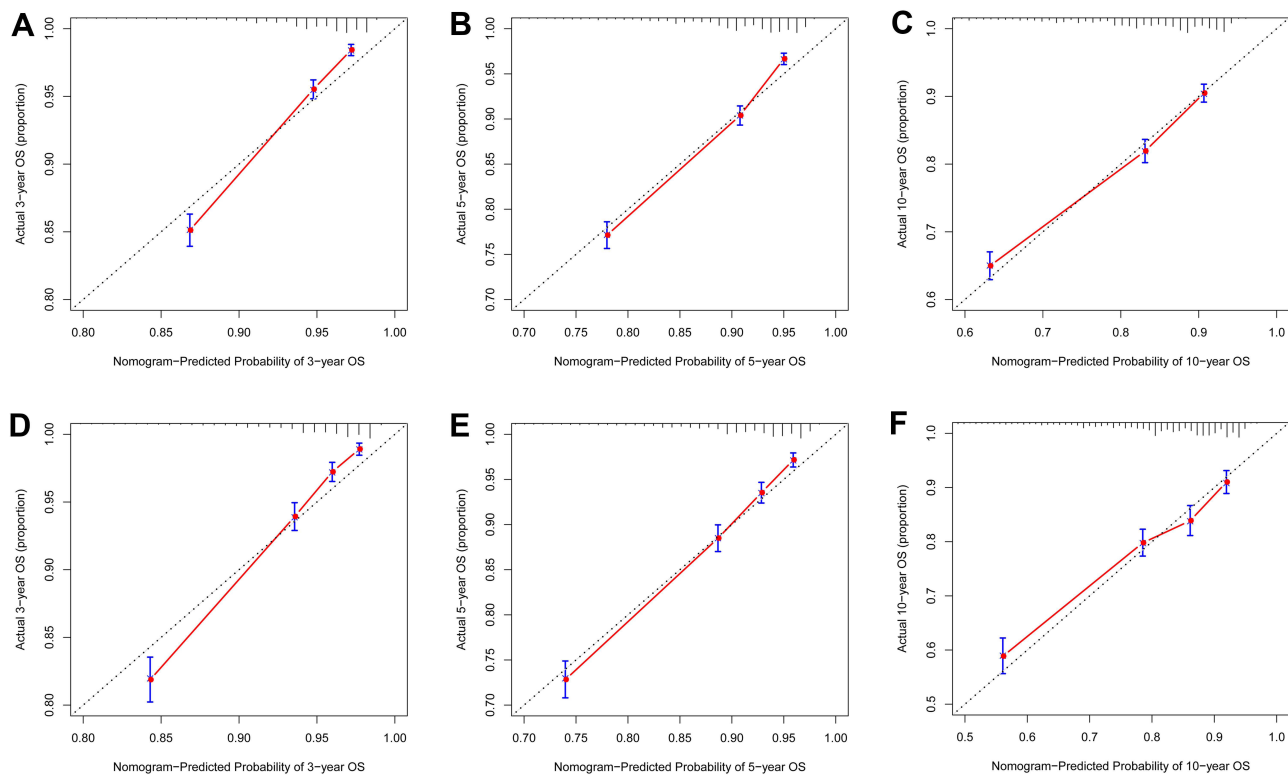 A
Actual 3−year OS (proportion)
0.80 0.85 0.90 0.95 1.00
0.80 0.85 0.90 0.95 1.00
Nomogram−Predicted Probability of 3−year OS
B
Actual 5−year OS (proportion)
0.70 0.75 0.80 0.85 0.90 0.95 1.00
0.70 0.75 0.80 0.85 0.90 0.95 1.00
Nomogram−Predicted Probability of 5−year OS
C
Actual 10−year OS (proportion)
0.6 0.7 0.8 0.9 1.0
0.6 0.7 0.8 0.9 1.0
Nomogram−Predicted Probability of 10−year OS
D
Actual 3−year OS (proportion)
0.80 0.85 0.90 0.95 1.00
0.80 0.85 0.90 0.95 1.00
Nomogram−Predicted Probability of 3−year OS
E
Actual 5−year OS (proportion)
0.70 0.75 0.80 0.85 0.90 0.95 1.00
0.70 0.75 0.80 0.85 0.90 0.95 1.00
Nomogram−Predicted Probability of 5−year OS
F
Actual 10−year OS (proportion)
0.5 0.6 0.7 0.8 0.9 1.0
0.5 0.6 0.7 0.8 0.9 1.0
Nomogram−Predicted Probability of 10−year OS